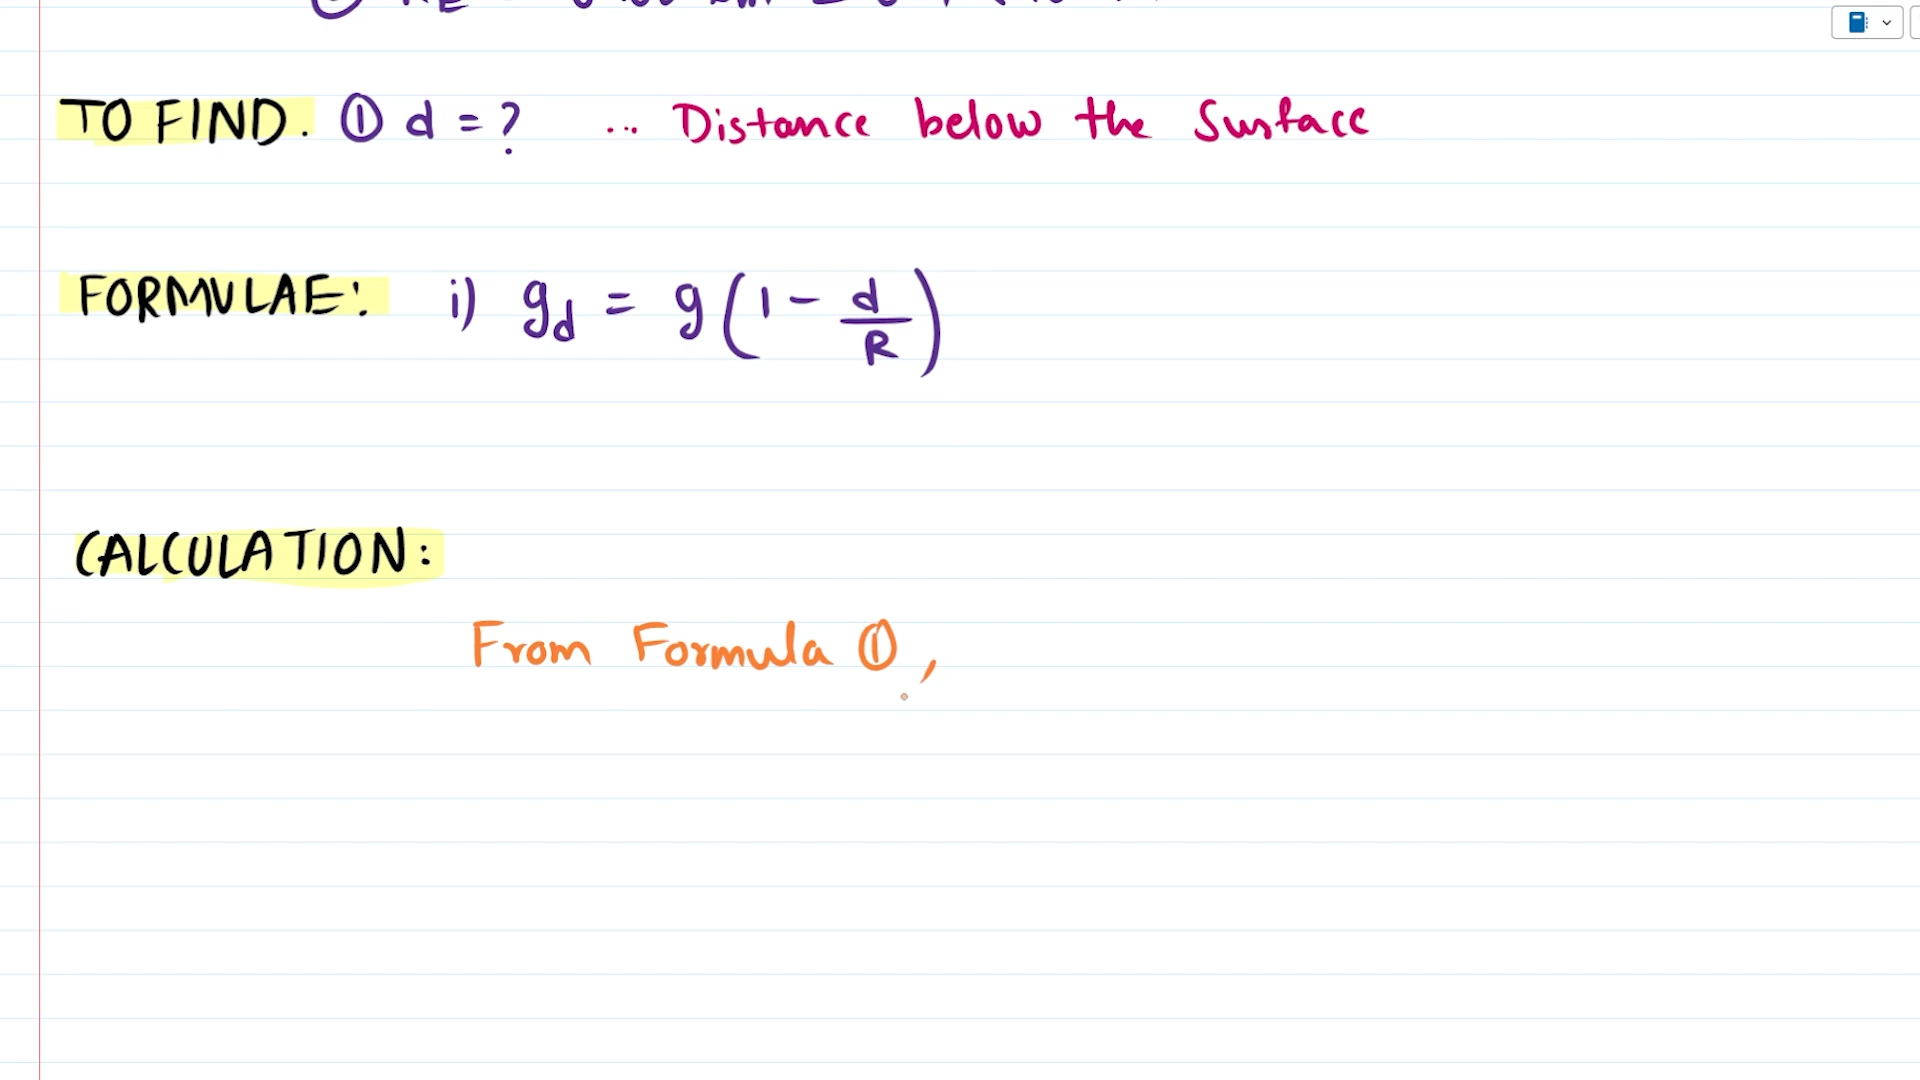 TO FIND. ① d = ? ... Distance below the Surface
FORMULAE: i) g_d = g(1 - d/R)
CALCULATION:
From Formula ①,